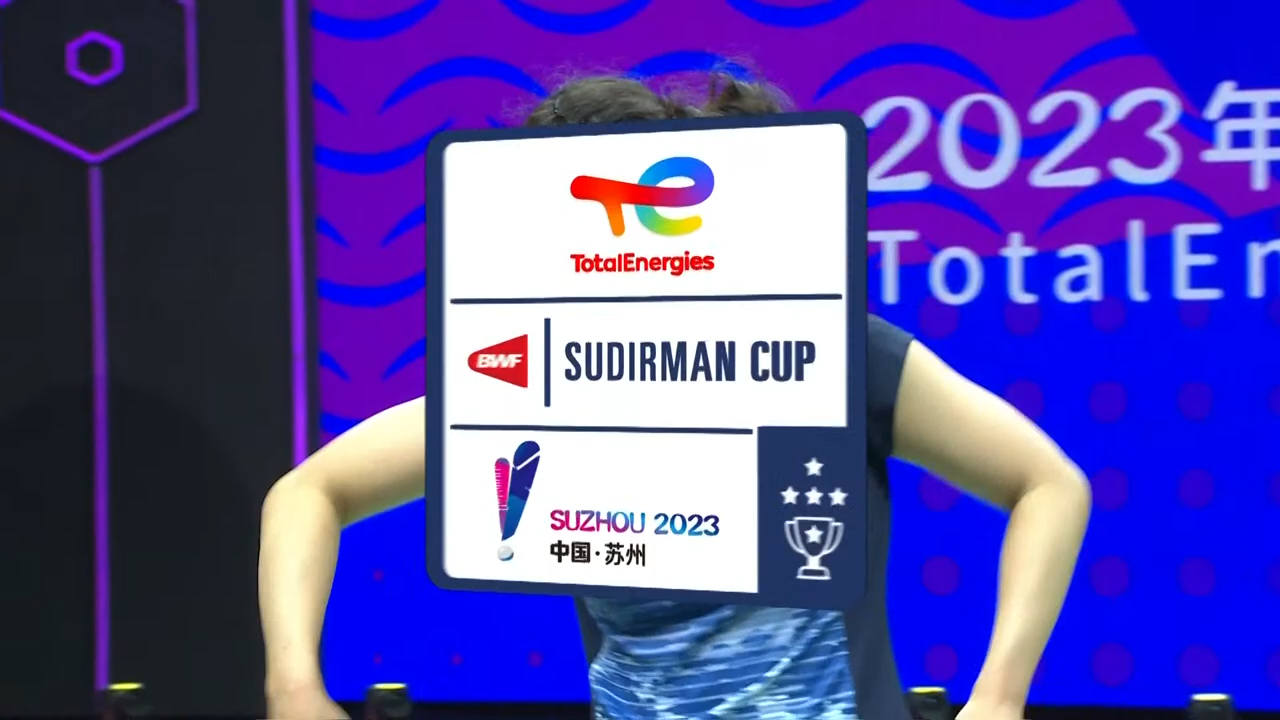 2023年
TotalEn
TotalEnergies
BWF
SUDIRMAN CUP
SUZHOU 2023
中国·苏州